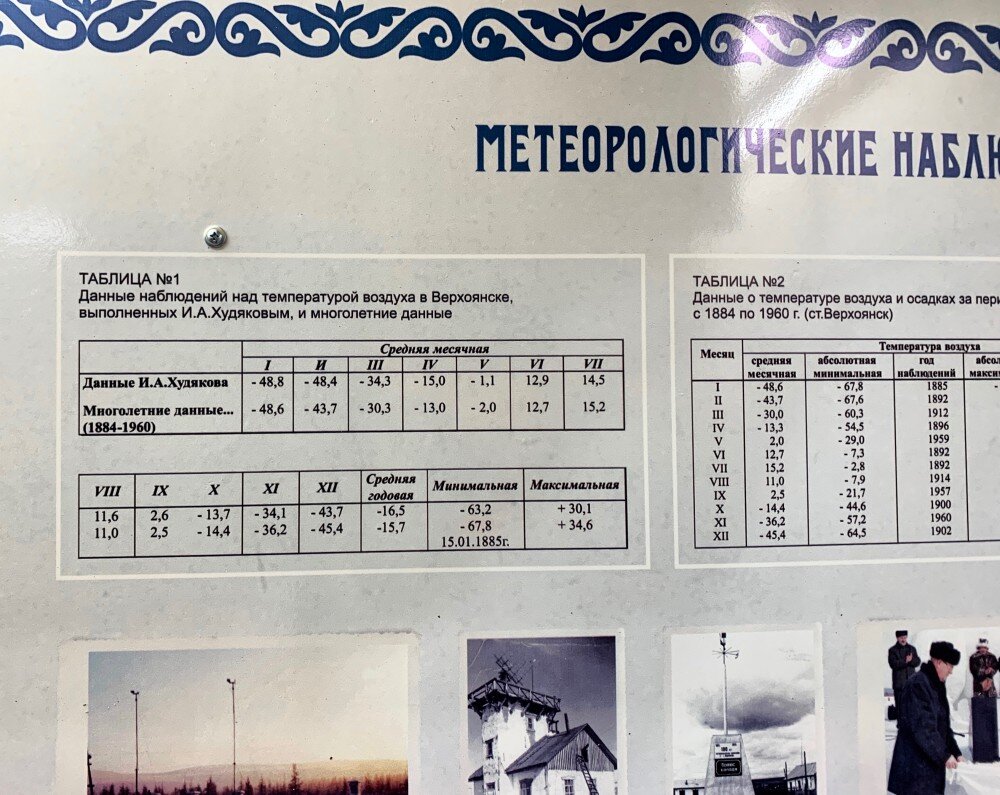 МЕТЕОРОЛОГИЧЕСКИЕ НАБЛЮ
ТАБЛИЦА №1
Данные наблюдений над температурой воздуха в Верхоянске,
выполненных И.А.Худяковым, и многолетние данные
Средняя месячная
I И III IV V VI VII
Данные И.А.Худякова - 48,8 - 48,4 - 34,3 - 15,0 - 1,1 12,9 14,5
Многолетние данные... - 48,6 - 43,7 - 30,3 - 13,0 - 2,0 12,7 15,2
(1884-1960)
VIII IX X XI XII Средняя годовая Минимальная Максимальная
11,6 2,6 - 13,7 - 34,1 - 43,7 -16,5 - 63,2 + 30,1
11,0 2,5 - 14,4 - 36,2 - 45,4 -15,7 - 67,8 + 34,6
15.01.1885г.
ТАБЛИЦА №2
Данные о температуре воздуха и осадках за пери
с 1884 по 1960 г. (ст.Верхоянск)
Месяц Температура воздуха
средняя абсолютная год абсол
месячная минимальная наблюдений макси
I - 48,6 - 67,8 1885 -
II - 43,7 - 67,6 1892
III - 30,0 - 60,3 1912
IV - 13,3 - 54,5 1896
V 2,0 - 29,0 1959
VI 12,7 - 7,3 1892
VII 15,2 - 2,8 1892
VIII 11,0 - 7,9 1914
IX 2,5 - 21,7 1957
X - 14,4 - 44,6 1900
XI - 36,2 - 57,2 1960
XII - 45,4 - 64,5 1902